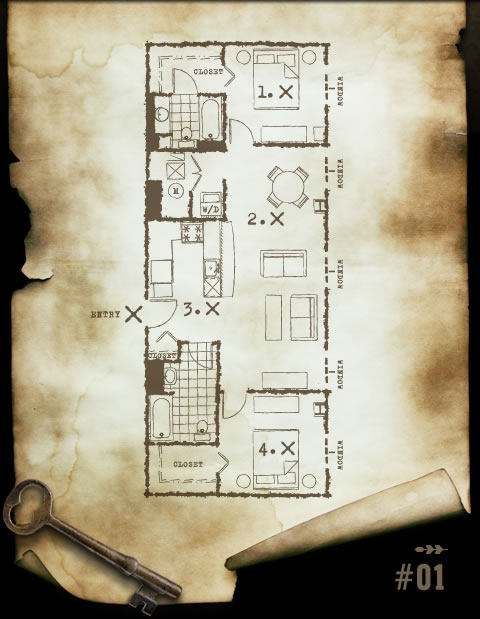 CLOSET
1. X
WINDOW
WINDOW
M
W/D
2. X
WINDOW
ENTRY X
3. X
CLOSET
WINDOW
4. X
WINDOW
CLOSET
#01